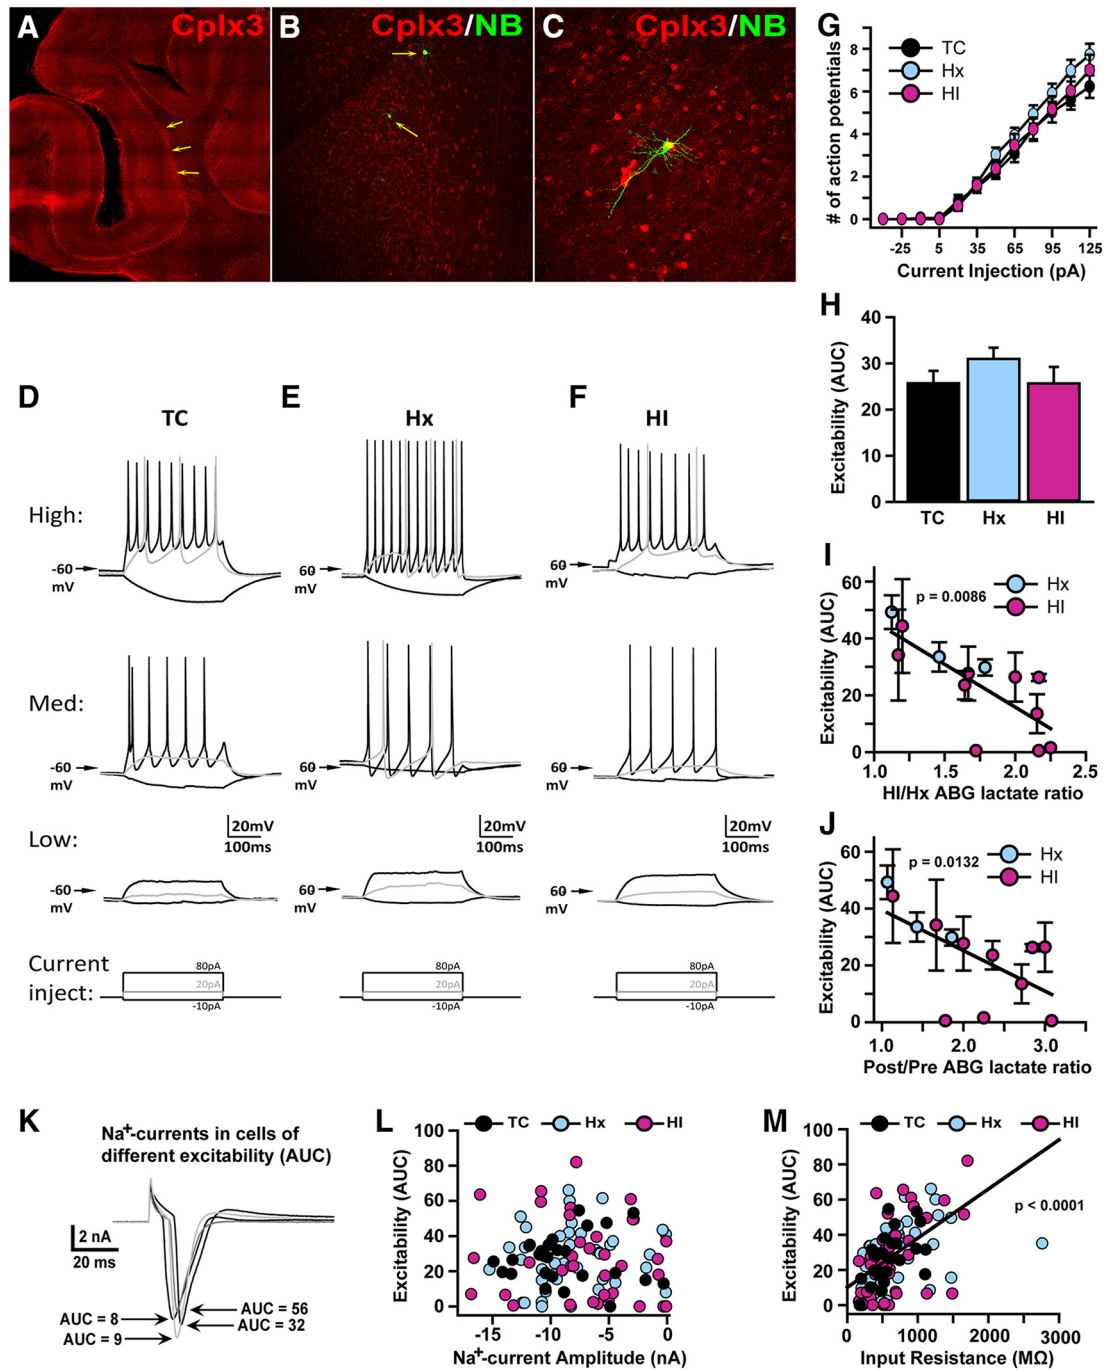 A
Cplx3
B
Cplx3/NB
C
Cplx3/NB
G
# of action potentials
8
6
4
2
0
TC
Hx
HI
-25
5
35
65
95
125
Current Injection (pA)
H
Excitability (AUC)
40
30
20
10
0
TC
Hx
HI
D
TC
E
Hx
F
HI
High:
-60
mV
60
mV
60
mV
Med:
-60
mV
60
mV
60
mV
Low:
20mV
100ms
20mV
100ms
20mV
100ms
-60
mV
60
mV
60
mV
Current
inject:
80pA
20pA
-10pA
80pA
20pA
-10pA
80pA
20pA
-10pA
I
Excitability (AUC)
60
40
20
0
p = 0.0086
Hx
HI
1.0
1.5
2.0
2.5
HI/Hx ABG lactate ratio
J
Excitability (AUC)
60
40
20
0
p = 0.0132
Hx
HI
1.0
2.0
3.0
Post/Pre ABG lactate ratio
K
Na+-currents in cells of
different excitability (AUC)
2 nA
20 ms
AUC = 8
AUC = 9
AUC = 56
AUC = 32
L
TC
Hx
HI
Excitability (AUC)
100
80
60
40
20
0
-15
-10
-5
0
Na+-current Amplitude (nA)
M
TC
Hx
HI
Excitability (AUC)
100
80
60
40
20
0
p < 0.0001
0
1000
2000
3000
Input Resistance (MΩ)